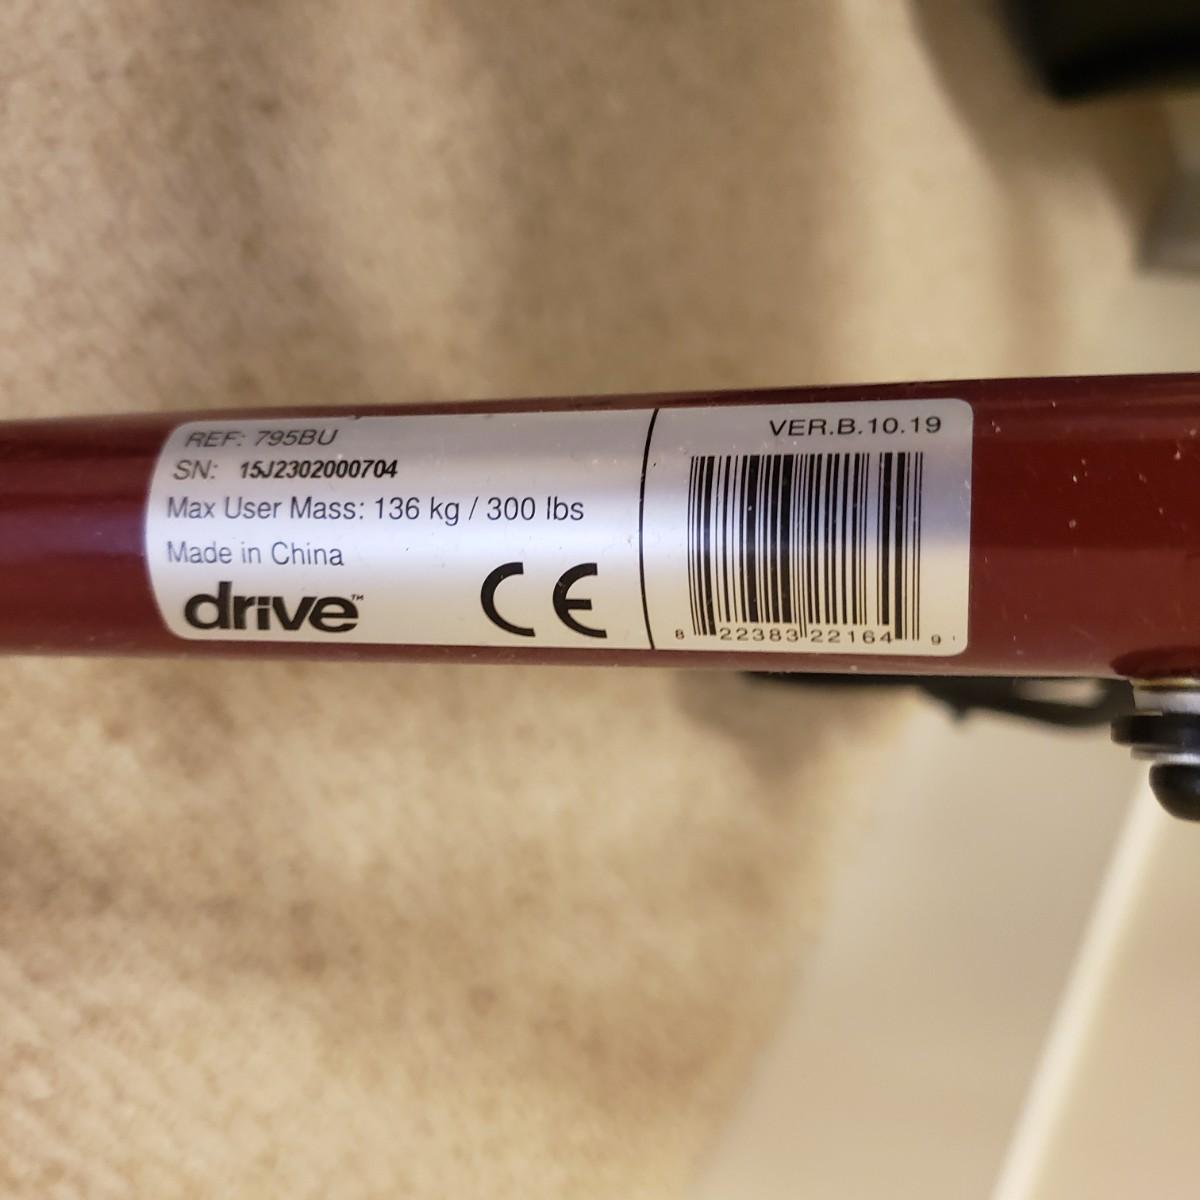 REF: 795BU
SN: 15J2302000704
Max User Mass: 136 kg / 300 lbs
Made in China
drive™
CE
VER.B.10.19
8 22383 22164 9